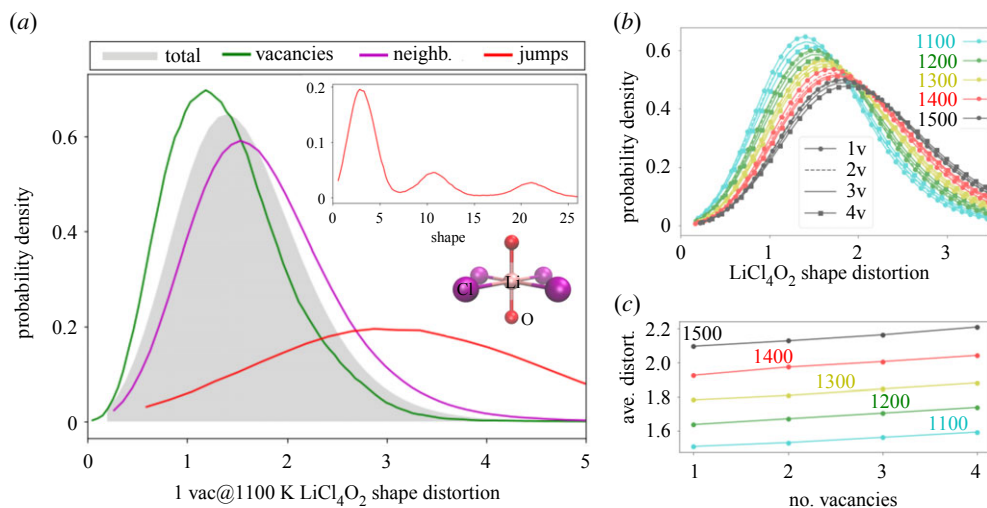 (a)
total vacancies neighb. jumps
probability density
0.6
0.4
0.2
0
0 1 2 3 4 5
1 vac@1100 K LiCl₄O₂ shape distortion
0.2
0.1
0
0 5 10 15 20 25
shape
Cl Li
O
(b)
probability density
0.6
0.4
0.2
0
0 1 2 3
LiCl₄O₂ shape distortion
1100
1200
1300
1400
1500
1v
2v
3v
4v
(c)
ave. distort.
2.2
2.0
1.8
1.6
1500
1400
1300
1200
1100
1 2 3 4
no. vacancies